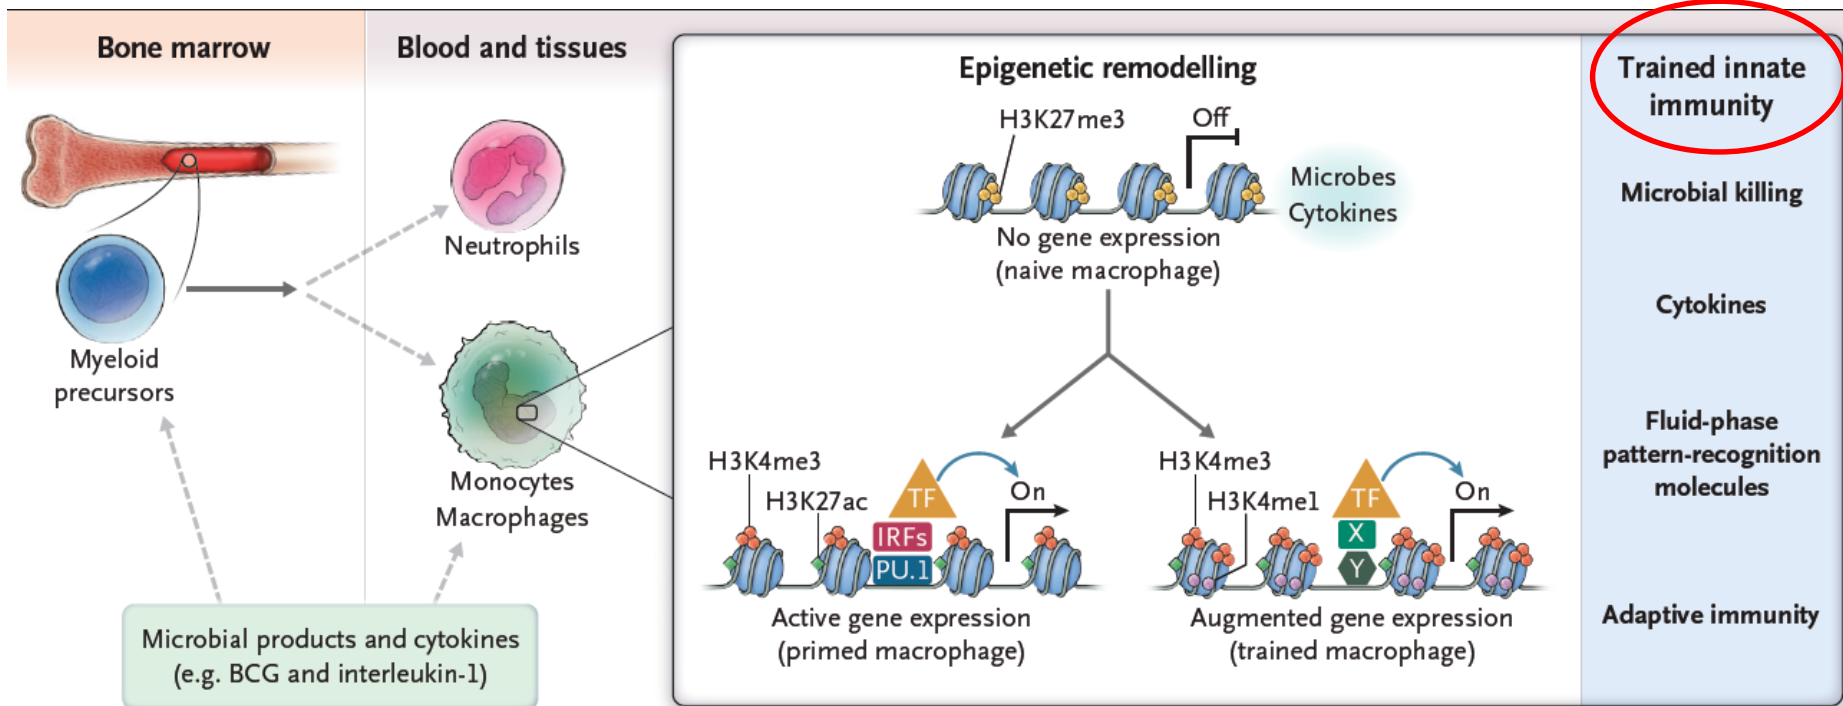 Bone marrow
Myeloid
precursors
Blood and tissues
Neutrophils
Monocytes
Macrophages
Microbial products and cytokines
(e.g. BCG and interleukin-1)
Epigenetic remodelling
H3K27me3
Off
Microbes
Cytokines
No gene expression
(naive macrophage)
H3K4me3
H3K27ac
TF
On
IRFs
PU.1
Active gene expression
(primed macrophage)
H3K4me3
H3K4me1
TF
On
X
Y
Augmented gene expression
(trained macrophage)
Trained innate
immunity
Microbial killing
Cytokines
Fluid-phase
pattern-recognition
molecules
Adaptive immunity